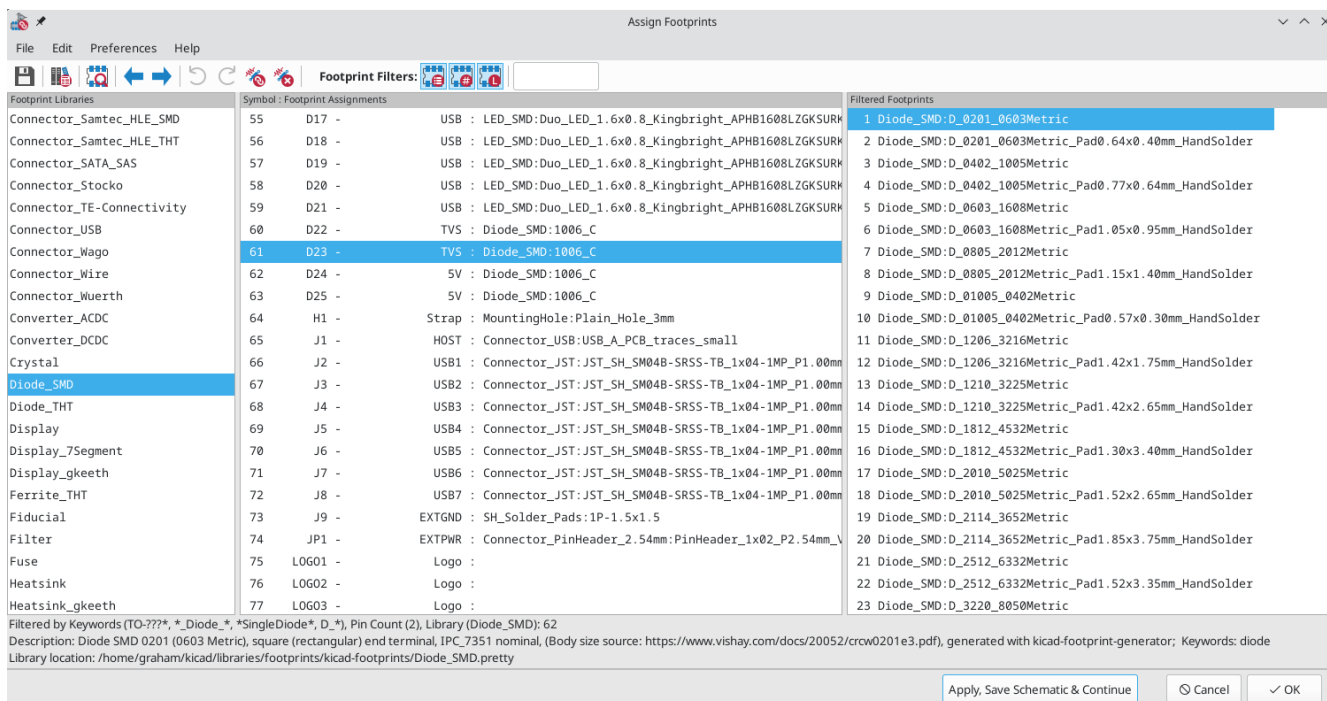 Assign Footprints
File Edit Preferences Help
Footprint Filters:
Footprint Libraries
Connector_Samtec_HLE_SMD
Connector_Samtec_HLE_THT
Connector_SATA_SAS
Connector_Stocko
Connector_TE-Connectivity
Connector_USB
Connector_Wago
Connector_Wire
Connector_Wuerth
Converter_ACDC
Converter_DCDC
Crystal
Diode_SMD
Diode_THT
Display
Display_7Segment
Display_gkeeth
Ferrite_THT
Fiducial
Filter
Fuse
Heatsink
Heatsink_gkeeth
Symbol : Footprint Assignments
55 D17 - USB : LED_SMD:Duo_LED_1.6x0.8_Kingbright_APHB1608LZGKSURK
56 D18 - USB : LED_SMD:Duo_LED_1.6x0.8_Kingbright_APHB1608LZGKSURK
57 D19 - USB : LED_SMD:Duo_LED_1.6x0.8_Kingbright_APHB1608LZGKSURK
58 D20 - USB : LED_SMD:Duo_LED_1.6x0.8_Kingbright_APHB1608LZGKSURK
59 D21 - USB : LED_SMD:Duo_LED_1.6x0.8_Kingbright_APHB1608LZGKSURK
60 D22 - TVS : Diode_SMD:1006_C
61 D23 - TVS : Diode_SMD:1006_C
62 D24 - 5V : Diode_SMD:1006_C
63 D25 - 5V : Diode_SMD:1006_C
64 H1 - Strap : MountingHole:Plain_Hole_3mm
65 J1 - HOST : Connector_USB:USB_A_PCB_traces_small
66 J2 - USB1 : Connector_JST:JST_SH_SM04B-SRSS-TB_1x04-1MP_P1.00mm
67 J3 - USB2 : Connector_JST:JST_SH_SM04B-SRSS-TB_1x04-1MP_P1.00mm
68 J4 - USB3 : Connector_JST:JST_SH_SM04B-SRSS-TB_1x04-1MP_P1.00mm
69 J5 - USB4 : Connector_JST:JST_SH_SM04B-SRSS-TB_1x04-1MP_P1.00mm
70 J6 - USB5 : Connector_JST:JST_SH_SM04B-SRSS-TB_1x04-1MP_P1.00mm
71 J7 - USB6 : Connector_JST:JST_SH_SM04B-SRSS-TB_1x04-1MP_P1.00mm
72 J8 - USB7 : Connector_JST:JST_SH_SM04B-SRSS-TB_1x04-1MP_P1.00mm
73 J9 - EXTGND : SH_Solder_Pads:1P-1.5x1.5
74 JP1 - EXTPWR : Connector_PinHeader_2.54mm:PinHeader_1x02_P2.54mm_V
75 LOGO1 - Logo :
76 LOGO2 - Logo :
77 LOGO3 - Logo :
Filtered Footprints
1 Diode_SMD:D_0201_0603Metric
2 Diode_SMD:D_0201_0603Metric_Pad0.64x0.40mm_HandSolder
3 Diode_SMD:D_0402_1005Metric
4 Diode_SMD:D_0402_1005Metric_Pad0.77x0.64mm_HandSolder
5 Diode_SMD:D_0603_1608Metric
6 Diode_SMD:D_0603_1608Metric_Pad1.05x0.95mm_HandSolder
7 Diode_SMD:D_0805_2012Metric
8 Diode_SMD:D_0805_2012Metric_Pad1.15x1.40mm_HandSolder
9 Diode_SMD:D_01005_0402Metric
10 Diode_SMD:D_01005_0402Metric_Pad0.57x0.30mm_HandSolder
11 Diode_SMD:D_1206_3216Metric
12 Diode_SMD:D_1206_3216Metric_Pad1.42x1.75mm_HandSolder
13 Diode_SMD:D_1210_3225Metric
14 Diode_SMD:D_1210_3225Metric_Pad1.42x2.65mm_HandSolder
15 Diode_SMD:D_1812_4532Metric
16 Diode_SMD:D_1812_4532Metric_Pad1.30x3.40mm_HandSolder
17 Diode_SMD:D_2010_5025Metric
18 Diode_SMD:D_2010_5025Metric_Pad1.52x2.65mm_HandSolder
19 Diode_SMD:D_2114_3652Metric
20 Diode_SMD:D_2114_3652Metric_Pad1.85x3.75mm_HandSolder
21 Diode_SMD:D_2512_6332Metric
22 Diode_SMD:D_2512_6332Metric_Pad1.52x3.35mm_HandSolder
23 Diode_SMD:D_3220_8050Metric
Filtered by Keywords (TO-???*, *_Diode_*, *SingleDiode*, D_*), Pin Count (2), Library (Diode_SMD): 62
Description: Diode SMD 0201 (0603 Metric), square (rectangular) end terminal, IPC_7351 nominal, (Body size source: https://www.vishay.com/docs/20052/crcw0201e3.pdf), generated with kicad-footprint-generator; Keywords: diode
Library location: /home/graham/kicad/libraries/footprints/kicad-footprints/Diode_SMD.pretty
Apply, Save Schematic & Continue Cancel OK